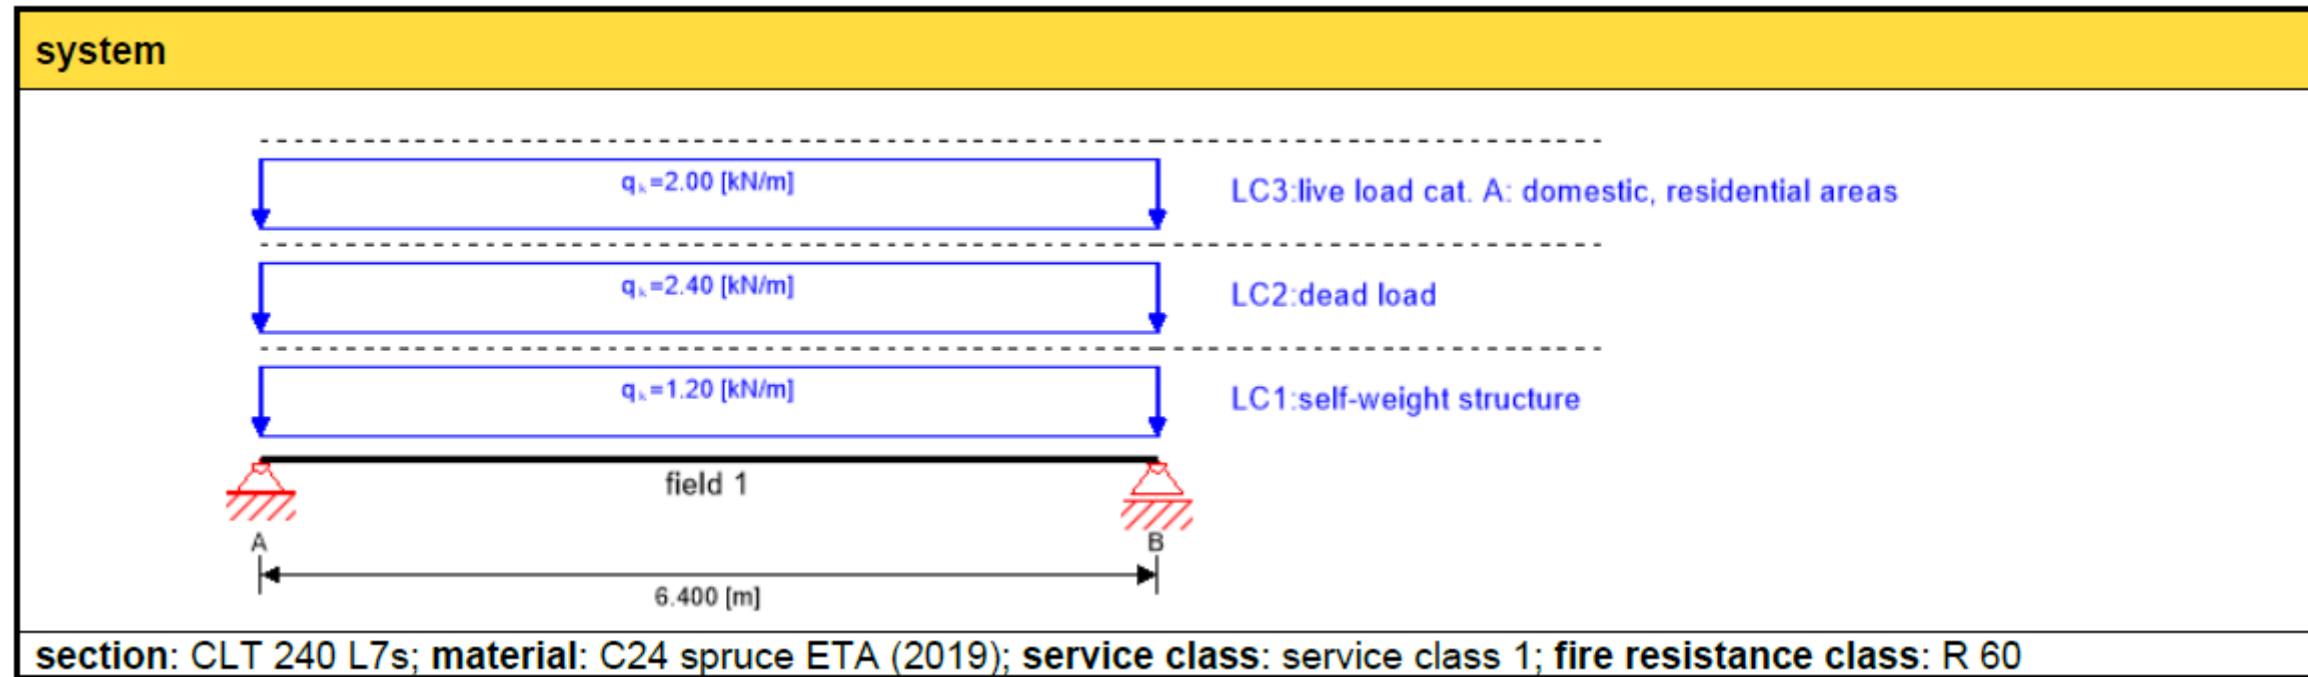 system
qₖ=2.00 [kN/m]
LC3:live load cat. A: domestic, residential areas
qₖ=2.40 [kN/m]
LC2:dead load
qₖ=1.20 [kN/m]
LC1:self-weight structure
field 1
A
B
6.400 [m]
section: CLT 240 L7s; material: C24 spruce ETA (2019); service class: service class 1; fire resistance class: R 60